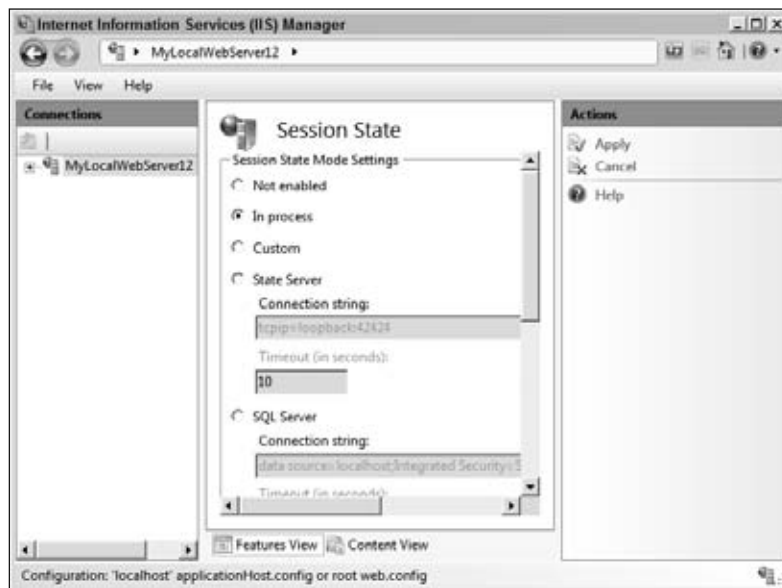 Internet Information Services (IIS) Manager
MyLocalWebServer12
File View Help
Connections
MyLocalWebServer12
Session State
Session State Mode Settings
Not enabled
In process
Custom
State Server
Connection string:
tcpip=loopback:42424
Timeout (in seconds):
10
SQL Server
Connection string:
data source=localhost;Integrated Security=S
Timeout (in seconds):
Features View Content View
Actions
Apply
Cancel
Help
Configuration: 'localhost' applicationHost.config or root web.config